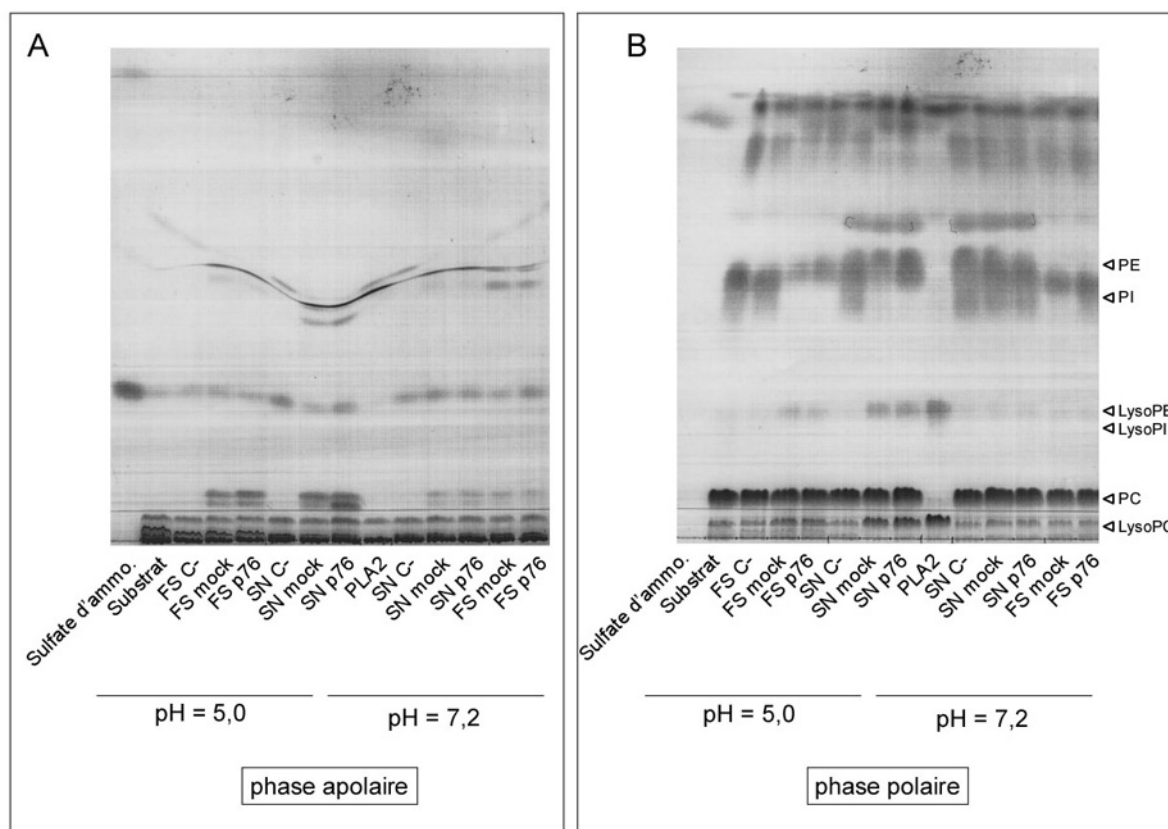 A
Sulfate d'ammo.
Substrat
FS C-
FS mock
FS p76
SN C-
SN mock
SN p76
PLA2
SN C-
SN mock
SN p76
FS mock
FS p76
pH = 5,0
pH = 7,2
phase apolaire
B
PE
PI
LysoPE
LysoPI
PC
LysoPC
Sulfate d'ammo.
Substrat
FS C-
FS mock
FS p76
SN C-
SN mock
SN p76
PLA2
SN C-
SN mock
SN p76
FS mock
FS p76
pH = 5,0
pH = 7,2
phase polaire